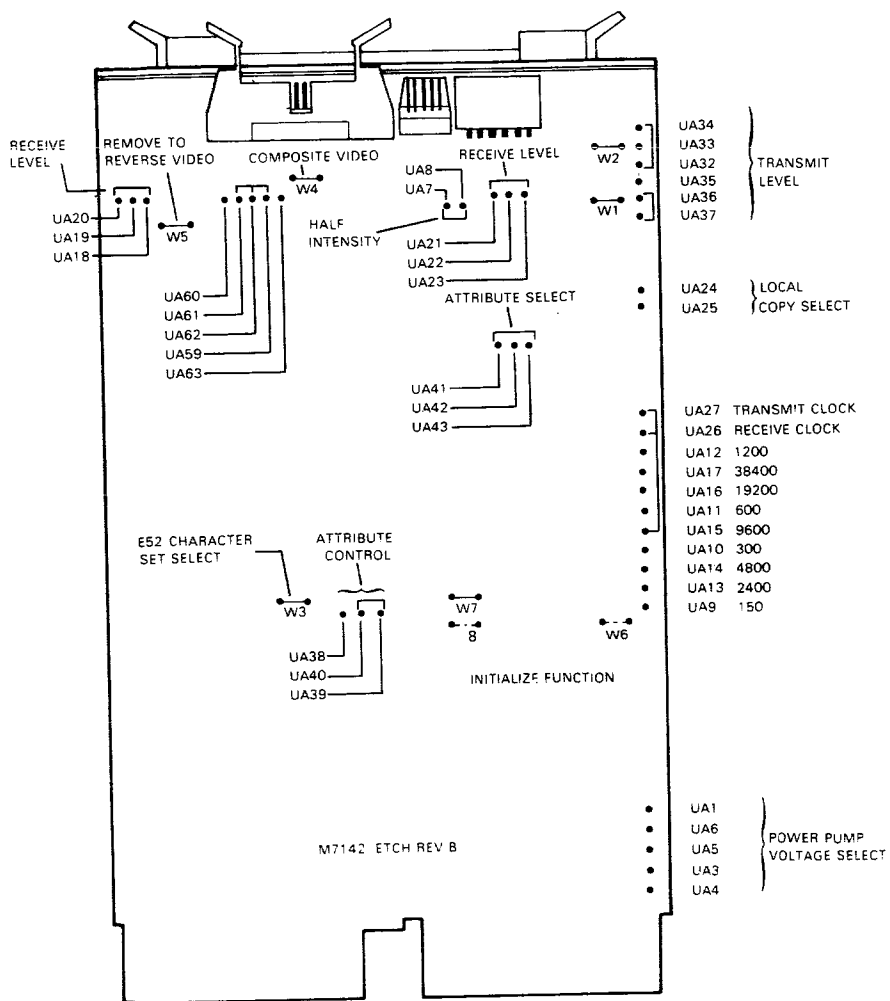 RECEIVE
LEVEL
REMOVE TO
REVERSE VIDEO
COMPOSITE VIDEO
W4
UA8
UA7
RECEIVE LEVEL
W2
UA34
UA33
UA32
UA35
UA36
UA37
TRANSMIT
LEVEL
W1
UA20
UA19
UA18
W5
HALF
INTENSITY
UA21
UA22
UA23
UA24
UA25
LOCAL
COPY SELECT
UA60
UA61
UA62
UA59
UA63
ATTRIBUTE SELECT
UA41
UA42
UA43
UA27 TRANSMIT CLOCK
UA26 RECEIVE CLOCK
UA12 1200
UA17 38400
UA16 19200
UA11 600
UA15 9600
UA10 300
UA14 4800
UA13 2400
UA9 150
E52 CHARACTER
SET SELECT
ATTRIBUTE
CONTROL
W3
W7
8
W6
UA38
UA40
UA39
INITIALIZE FUNCTION
M7142 ETCH REV B
UA1
UA6
UA5
UA3
UA4
POWER PUMP
VOLTAGE SELECT